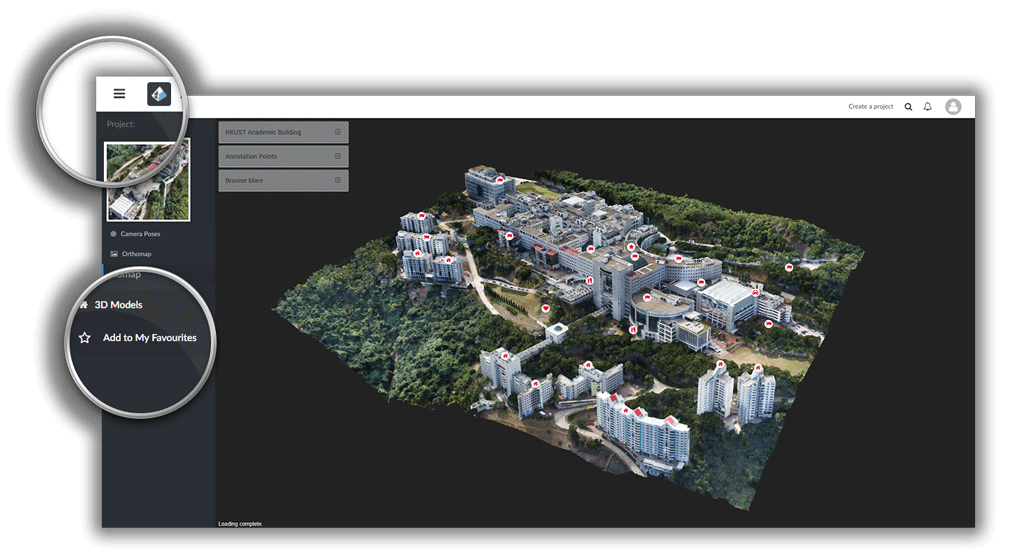 Create a project
Project:
HKUST Academic Building
Annotation Points
Browse More
Camera Poses
Orthomap
3D Models
Add to My Favourites
Loading complete.